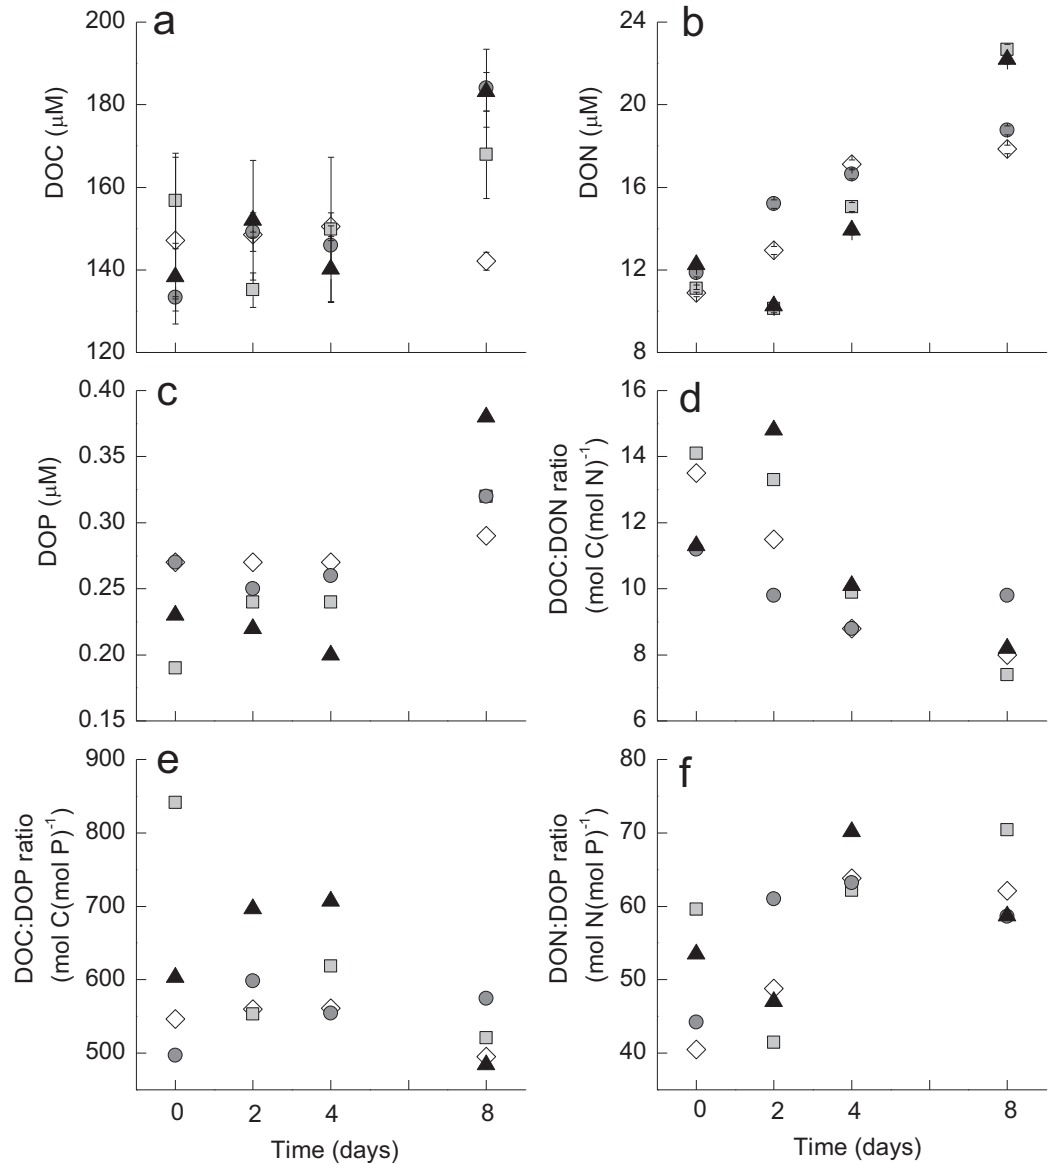 a
200
180
160
140
120
DOC (μM)
b
24
20
16
12
8
DON (μM)
c
0.40
0.35
0.30
0.25
0.20
0.15
DOP (μM)
d
16
14
12
10
8
6
DOC:DON ratio
(mol C(mol N)⁻¹)
e
900
800
700
600
500
DOC:DOP ratio
(mol C(mol P)⁻¹)
0 2 4 8
Time (days)
f
80
70
60
50
40
DON:DOP ratio
(mol N(mol P)⁻¹)
0 2 4 8
Time (days)